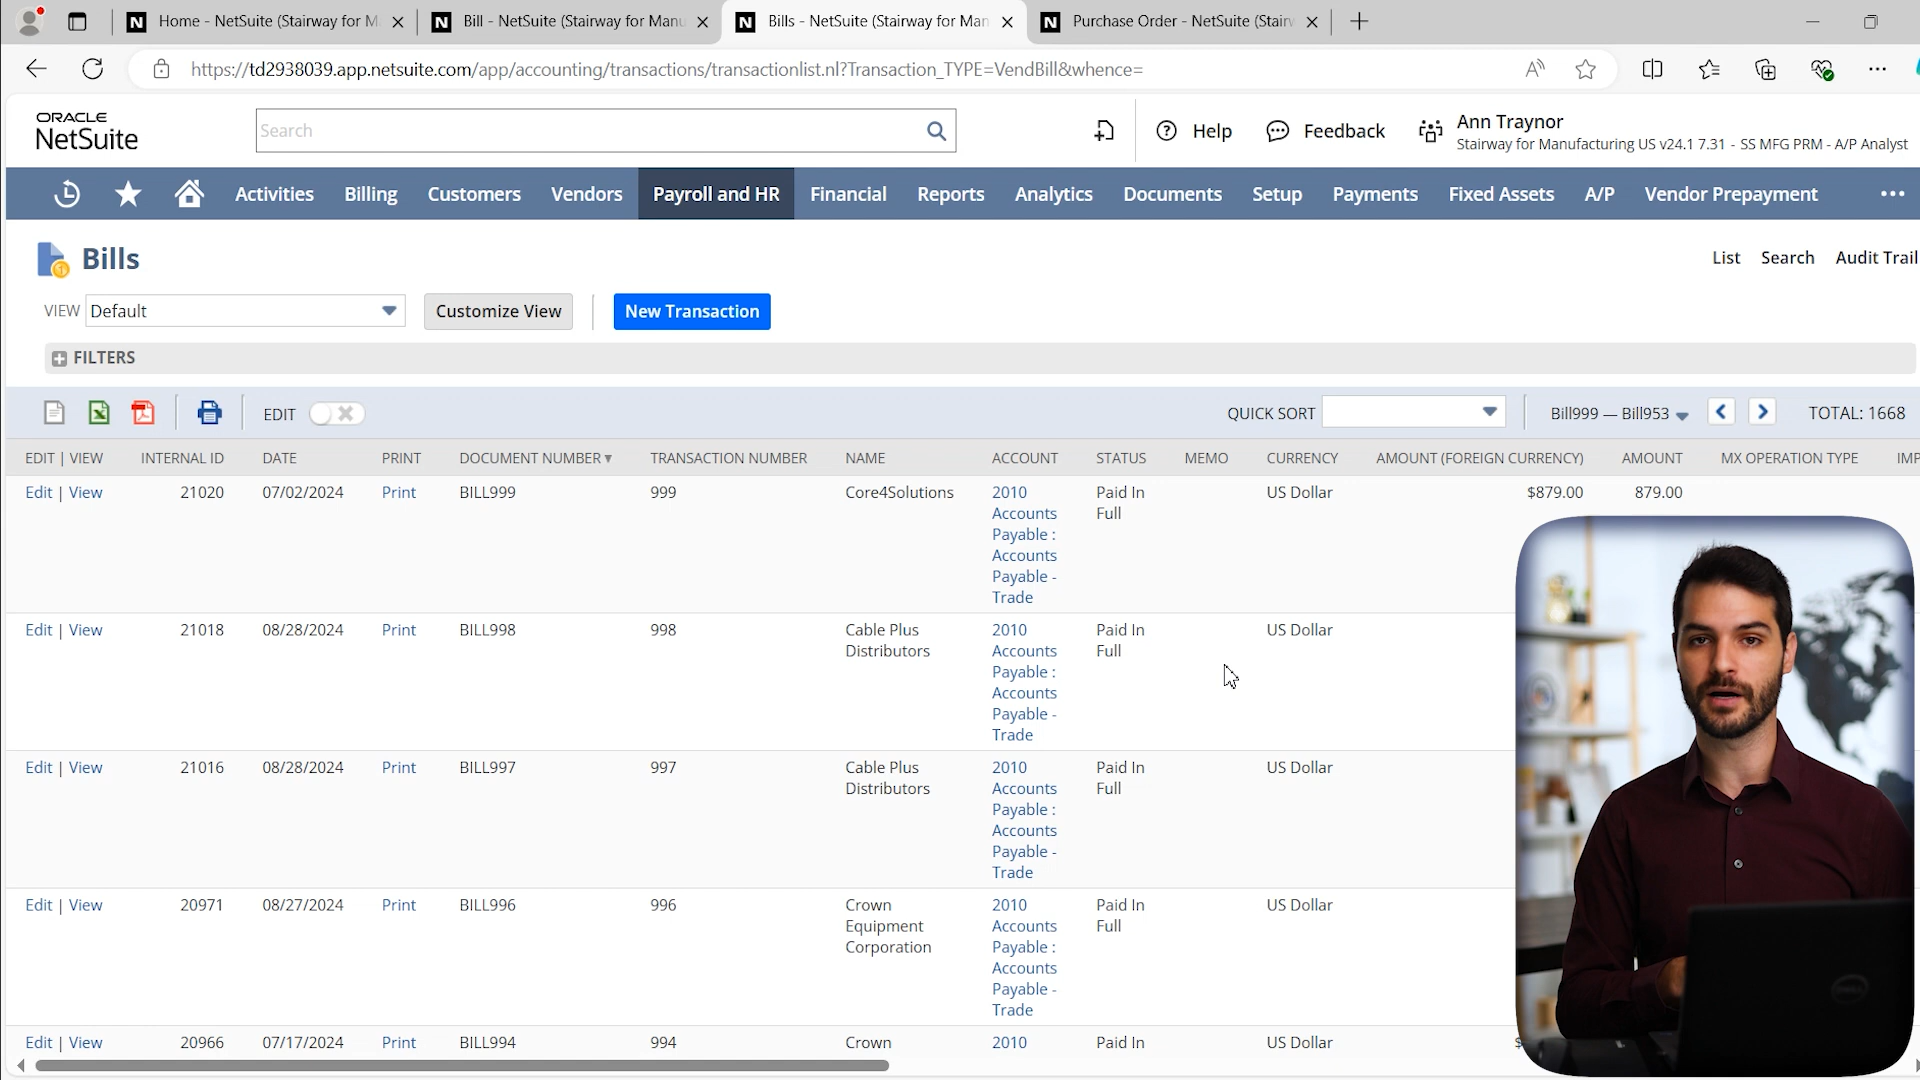 Home - NetSuite (Stairway for M
Bill - NetSuite (Stairway for Manu
Bills - NetSuite (Stairway for Man
Purchase Order - NetSuite (Stair
https://td2938039.app.netsuite.com/app/accounting/transactions/transactionlist.nl?Transaction_TYPE=VendBill&whence=
ORACLE
NetSuite
Search
Help
Feedback
Ann Traynor
Stairway for Manufacturing US v24.1 7.31 - SS MFG PRM - A/P Analyst
Activities Billing Customers Vendors Payroll and HR Financial Reports Analytics Documents Setup Payments Fixed Assets A/P Vendor Prepayment
Bills
List Search Audit Trail
VIEW Default Customize View New Transaction
FILTERS
EDIT QUICK SORT Bill999 — Bill953 TOTAL: 1668
EDIT | VIEW INTERNAL ID DATE PRINT DOCUMENT NUMBER TRANSACTION NUMBER NAME ACCOUNT STATUS MEMO CURRENCY AMOUNT (FOREIGN CURRENCY) AMOUNT MX OPERATION TYPE IMP
Edit | View 21020 07/02/2024 Print BILL999 999 Core4Solutions 2010 Paid In US Dollar $879.00 879.00
Accounts Full
Payable :
Accounts
Payable -
Trade
Edit | View 21018 08/28/2024 Print BILL998 998 Cable Plus 2010 Paid In US Dollar
Distributors Accounts Full
Payable :
Accounts
Payable -
Trade
Edit | View 21016 08/28/2024 Print BILL997 997 Cable Plus 2010 Paid In US Dollar
Distributors Accounts Full
Payable :
Accounts
Payable -
Trade
Edit | View 20971 08/27/2024 Print BILL996 996 Crown 2010 Paid In US Dollar
Equipment Accounts Full
Corporation Payable :
Accounts
Payable -
Trade
Edit | View 20966 07/17/2024 Print BILL994 994 Crown 2010 Paid In US Dollar $
DELL